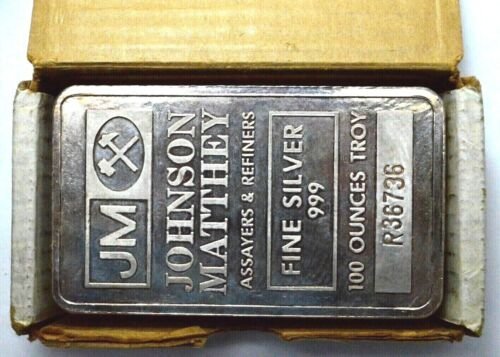 JM
JOHNSON
MATTHEY
ASSAYERS & REFINERS
FINE SILVER
999
100 OUNCES TROY
R36736